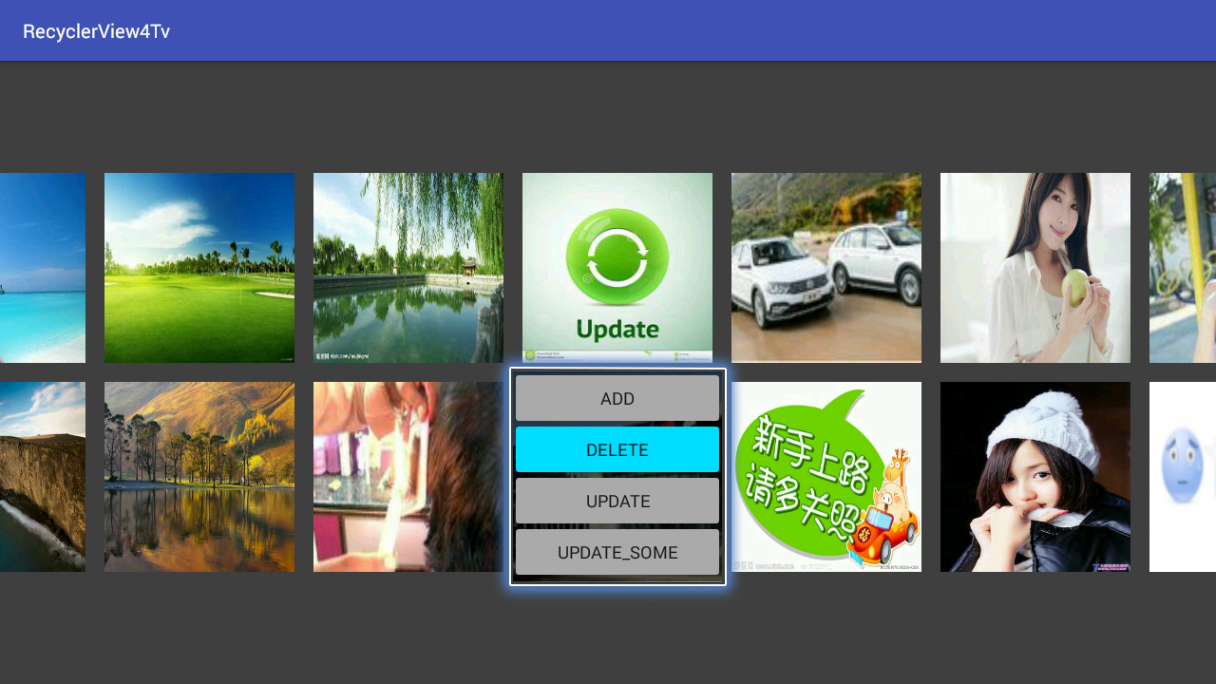 RecyclerView4Tv
Update
ADD
DELETE
UPDATE
UPDATE_SOME
新手上路
请多关照